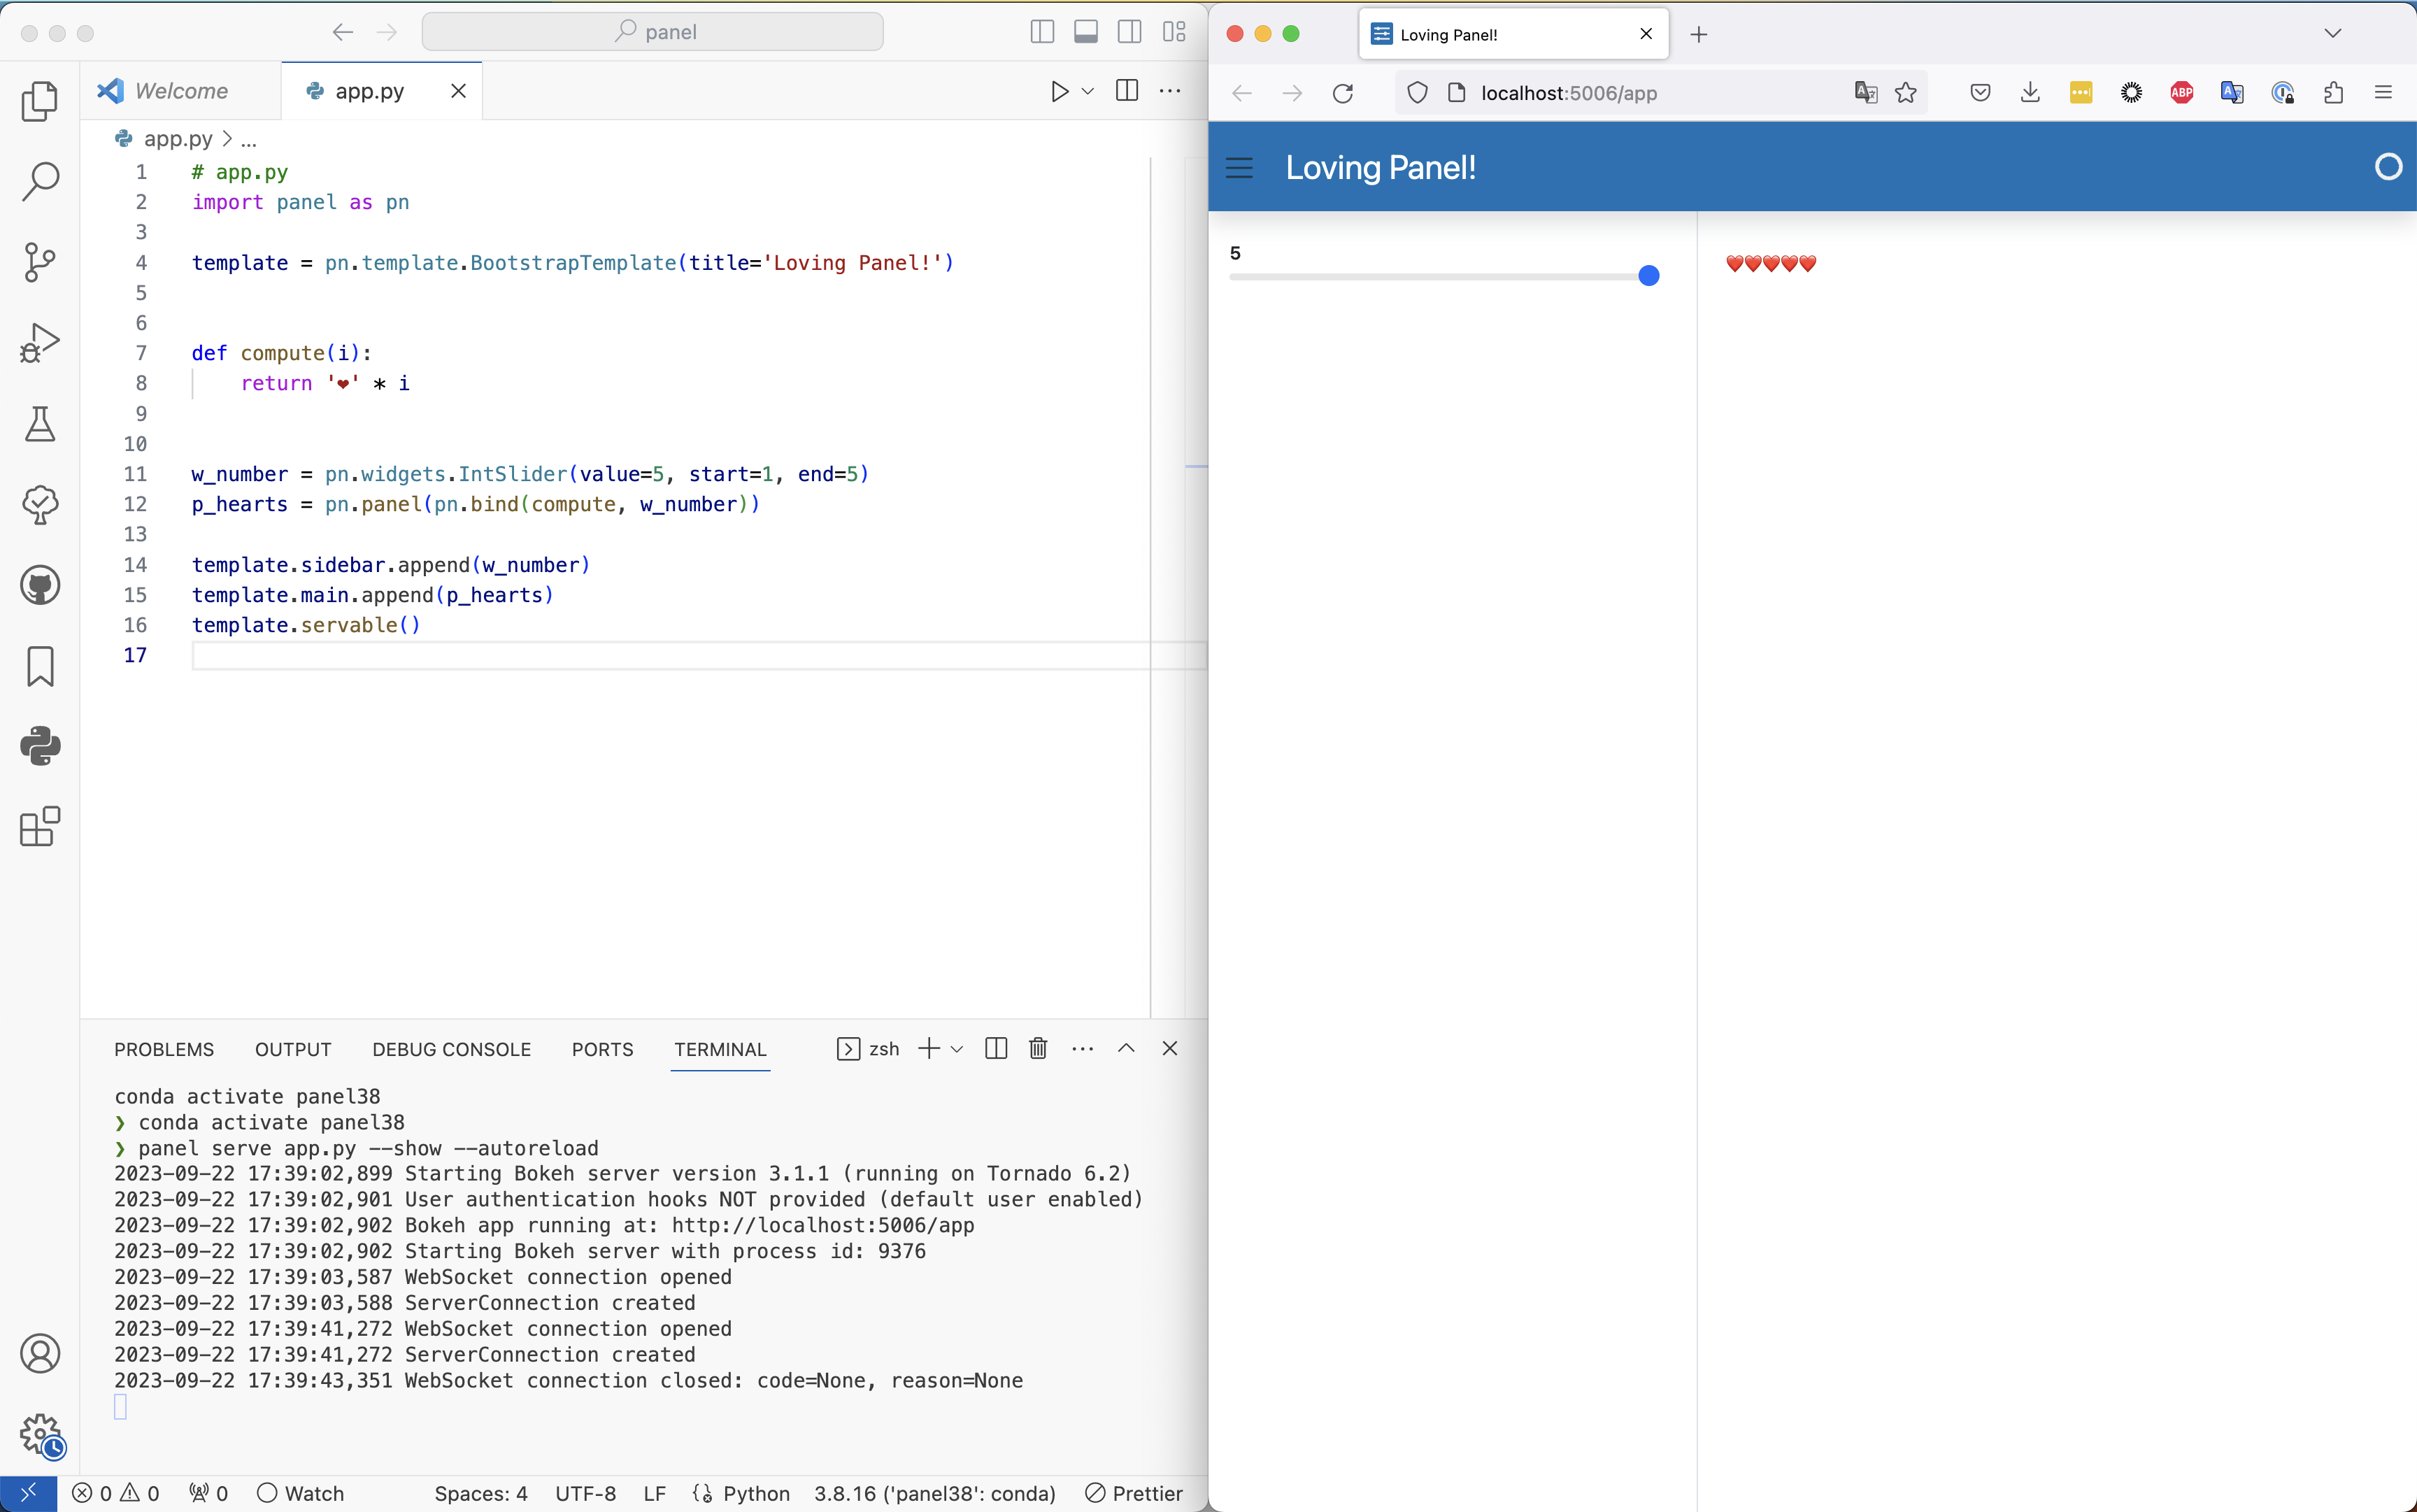 panel
Welcome
app.py
app.py > ...
1 # app.py
2 import panel as pn
3
4 template = pn.template.BootstrapTemplate(title='Loving Panel!')
5
6
7 def compute(i):
8 return '❤' * i
9
10
11 w_number = pn.widgets.IntSlider(value=5, start=1, end=5)
12 p_hearts = pn.panel(pn.bind(compute, w_number))
13
14 template.sidebar.append(w_number)
15 template.main.append(p_hearts)
16 template.servable()
17
PROBLEMS OUTPUT DEBUG CONSOLE PORTS TERMINAL zsh
conda activate panel38
❯ conda activate panel38
❯ panel serve app.py --show --autoreload
2023-09-22 17:39:02,899 Starting Bokeh server version 3.1.1 (running on Tornado 6.2)
2023-09-22 17:39:02,901 User authentication hooks NOT provided (default user enabled)
2023-09-22 17:39:02,902 Bokeh app running at: http://localhost:5006/app
2023-09-22 17:39:02,902 Starting Bokeh server with process id: 9376
2023-09-22 17:39:03,587 WebSocket connection opened
2023-09-22 17:39:03,588 ServerConnection created
2023-09-22 17:39:41,272 WebSocket connection opened
2023-09-22 17:39:41,272 ServerConnection created
2023-09-22 17:39:43,351 WebSocket connection closed: code=None, reason=None
0 0 0 Watch Spaces: 4 UTF-8 LF Python 3.8.16 ('panel38': conda) Prettier
Loving Panel!
localhost:5006/app
ABP
Loving Panel!
5
❤️❤️❤️❤️❤️